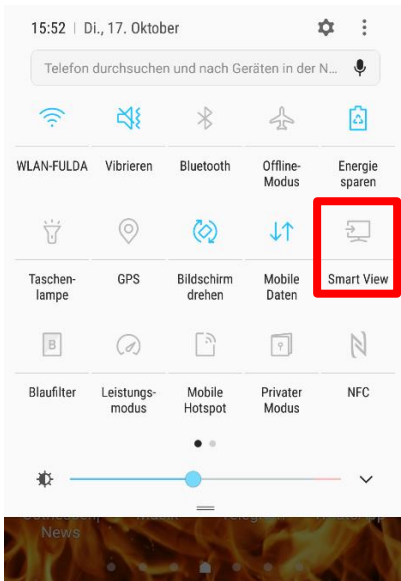 15:52 | Di., 17. Oktober
Telefon durchsuchen und nach Geräten in der N...
WLAN-FULDA Vibrieren Bluetooth Offline- Energie
Modus sparen
Taschen- GPS Bildschirm Mobile Smart View
lampe drehen Daten
B
Blaufilter Leistungs- Mobile Privater NFC
modus Hotspot Modus
News